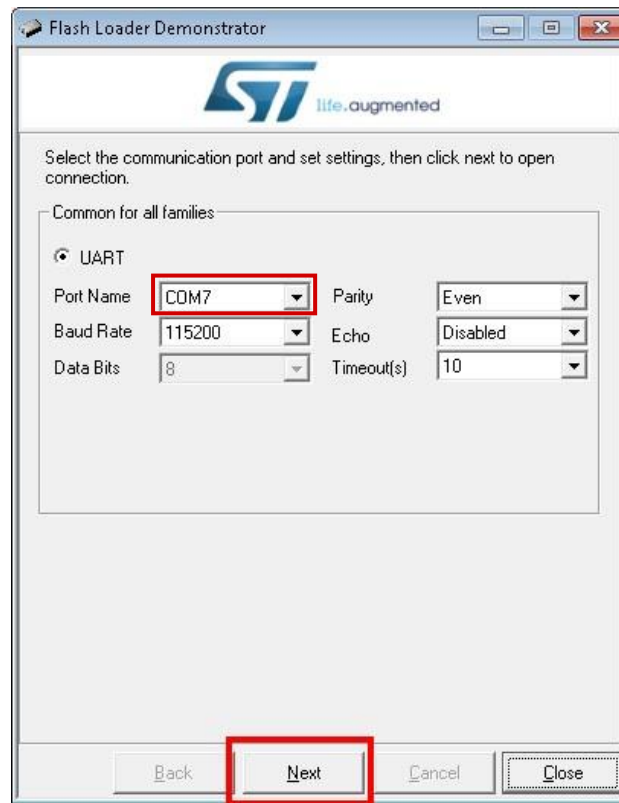 Flash Loader Demonstrator
ST life.augmented
Select the communication port and set settings, then click next to open
connection.
Common for all families
UART
Port Name COM7 Parity Even
Baud Rate 115200 Echo Disabled
Data Bits 8 Timeout(s) 10
Back Next Cancel Close